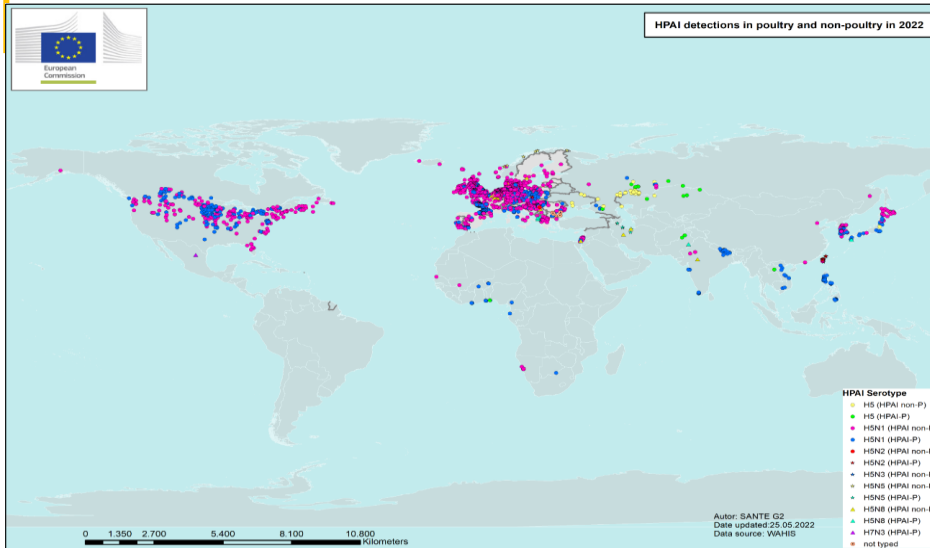 HPAI detections in poultry and non-poultry in 2022
European
Commission
HPAI Serotype
H5 (HPAI non-P)
H5 (HPAI-P)
H5N1 (HPAI non-
H5N1 (HPAI-P)
H5N2 (HPAI non-
H5N2 (HPAI-P)
H5N3 (HPAI non-
H5N5 (HPAI non-
H5N5 (HPAI-P)
H5N8 (HPAI non-
H5N8 (HPAI-P)
H7N3 (HPAI-P)
not typed
0 1.350 2.700 5.400 8.100 10.800
Kilometers
Autor: SANTE G2
Date updated:25.05.2022
Data source: WAHIS